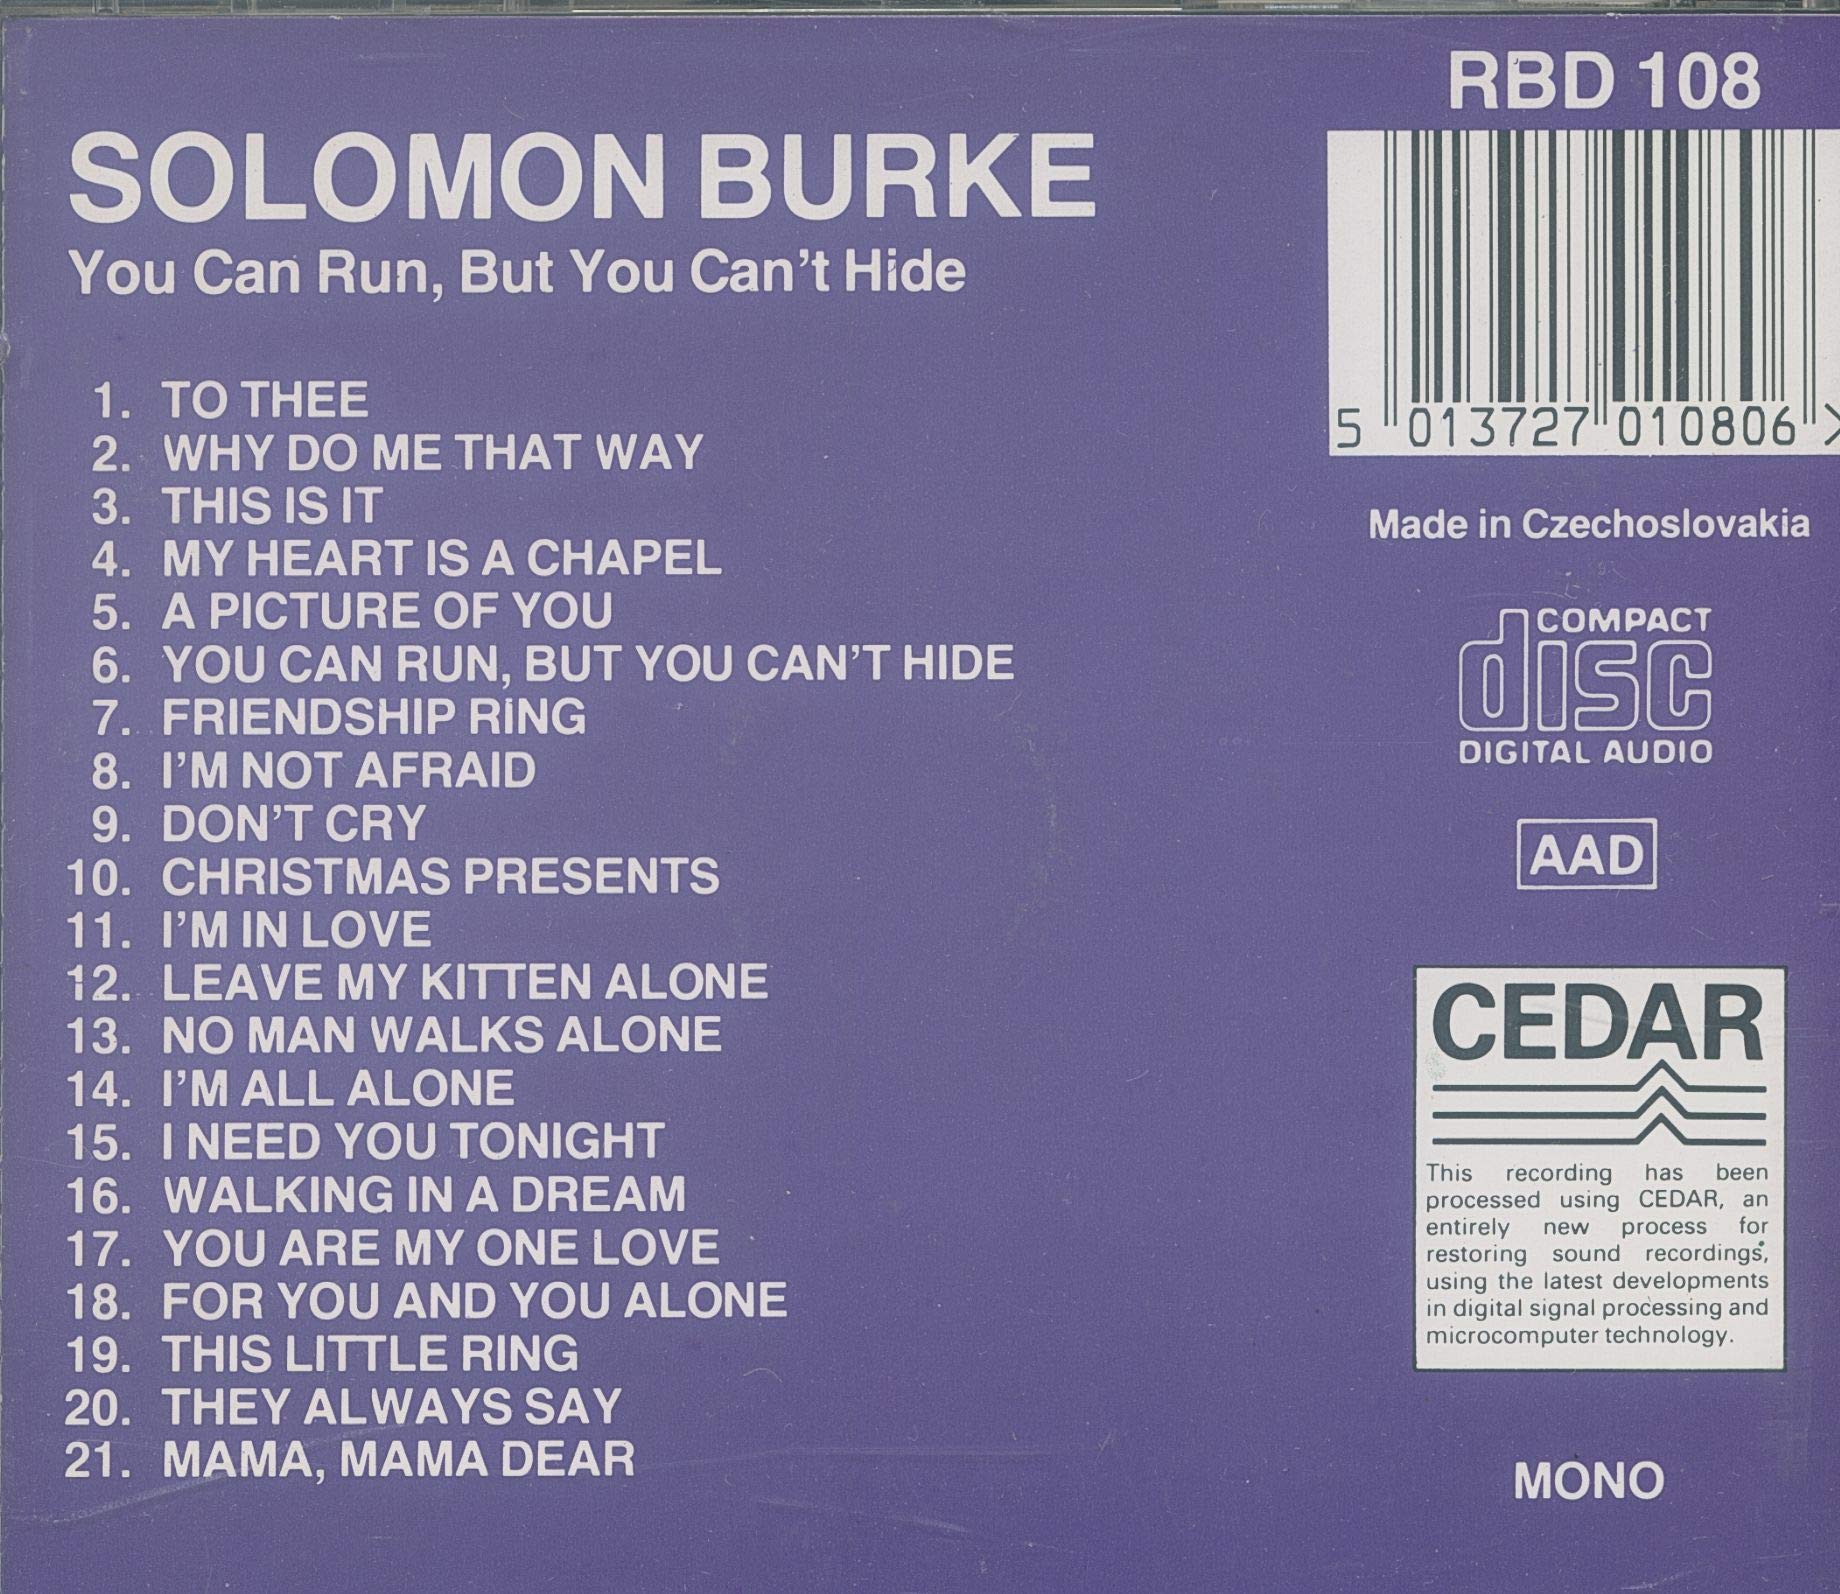 RBD 108
SOLOMON BURKE
You Can Run, But You Can't Hide
1. TO THEE
2. WHY DO ME THAT WAY
3. THIS IS IT
4. MY HEART IS A CHAPEL
5. A PICTURE OF YOU
6. YOU CAN RUN, BUT YOU CAN'T HIDE
7. FRIENDSHIP RING
8. I'M NOT AFRAID
9. DON'T CRY
10. CHRISTMAS PRESENTS
11. I'M IN LOVE
12. LEAVE MY KITTEN ALONE
13. NO MAN WALKS ALONE
14. I'M ALL ALONE
15. I NEED YOU TONIGHT
16. WALKING IN A DREAM
17. YOU ARE MY ONE LOVE
18. FOR YOU AND YOU ALONE
19. THIS LITTLE RING
20. THEY ALWAYS SAY
21. MAMA, MAMA DEAR
5 013727 010806 >
Made in Czechoslovakia
COMPACT
disc
DIGITAL AUDIO
AAD
CEDAR
This recording has been
processed using CEDAR, an
entirely new process for
restoring sound recordings,
using the latest developments
in digital signal processing and
microcomputer technology.
MONO